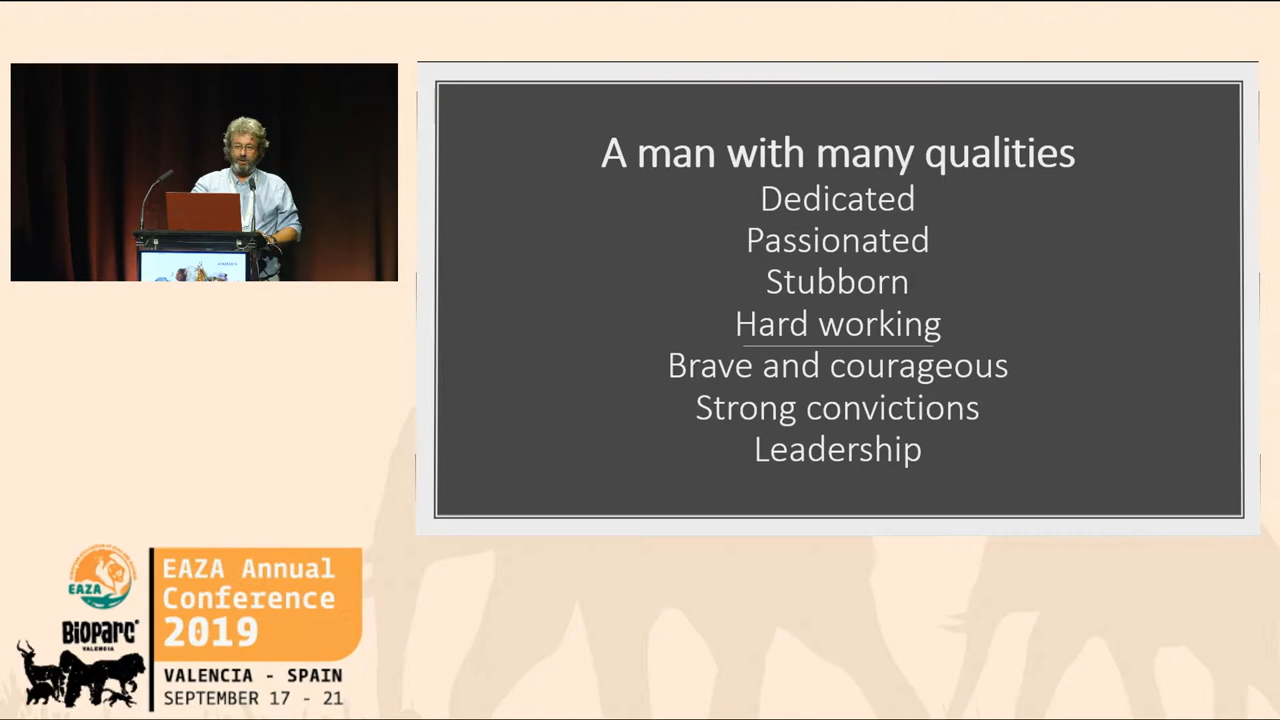 A man with many qualities
Dedicated
Passionated
Stubborn
Hard working
Brave and courageous
Strong convictions
Leadership
EAZA
EAZA Annual
Conference
2019
BIOPARC
VALENCIA
VALENCIA - SPAIN
SEPTEMBER 17 - 21